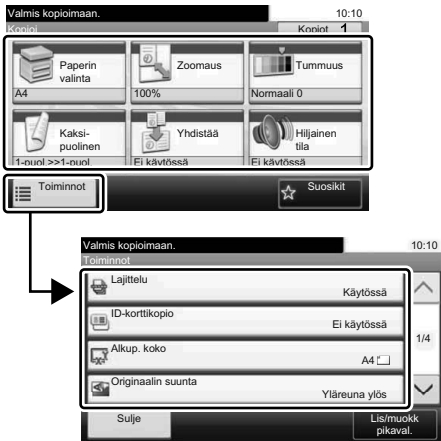 Valmis kopioimaan. 10:10
Kopioi Kopiot 1
Paperin valinta
A4
Zoomaus
100%
Tummuus
Normaali 0
Kaksi-
puolinen
1-puol.>>1-puol.
Yhdistää
Ei käytössä
Hiljainen
tila
Ei käytössä
Toiminnot
Suosikit
Valmis kopioimaan. 10:10
Toiminnot
Lajittelu
Käytössä
ID-korttikopio
Ei käytössä
Alkup. koko
A4
1/4
Originaalin suunta
Yläreuna ylös
Sulje
Lis/muokk
pikaval.